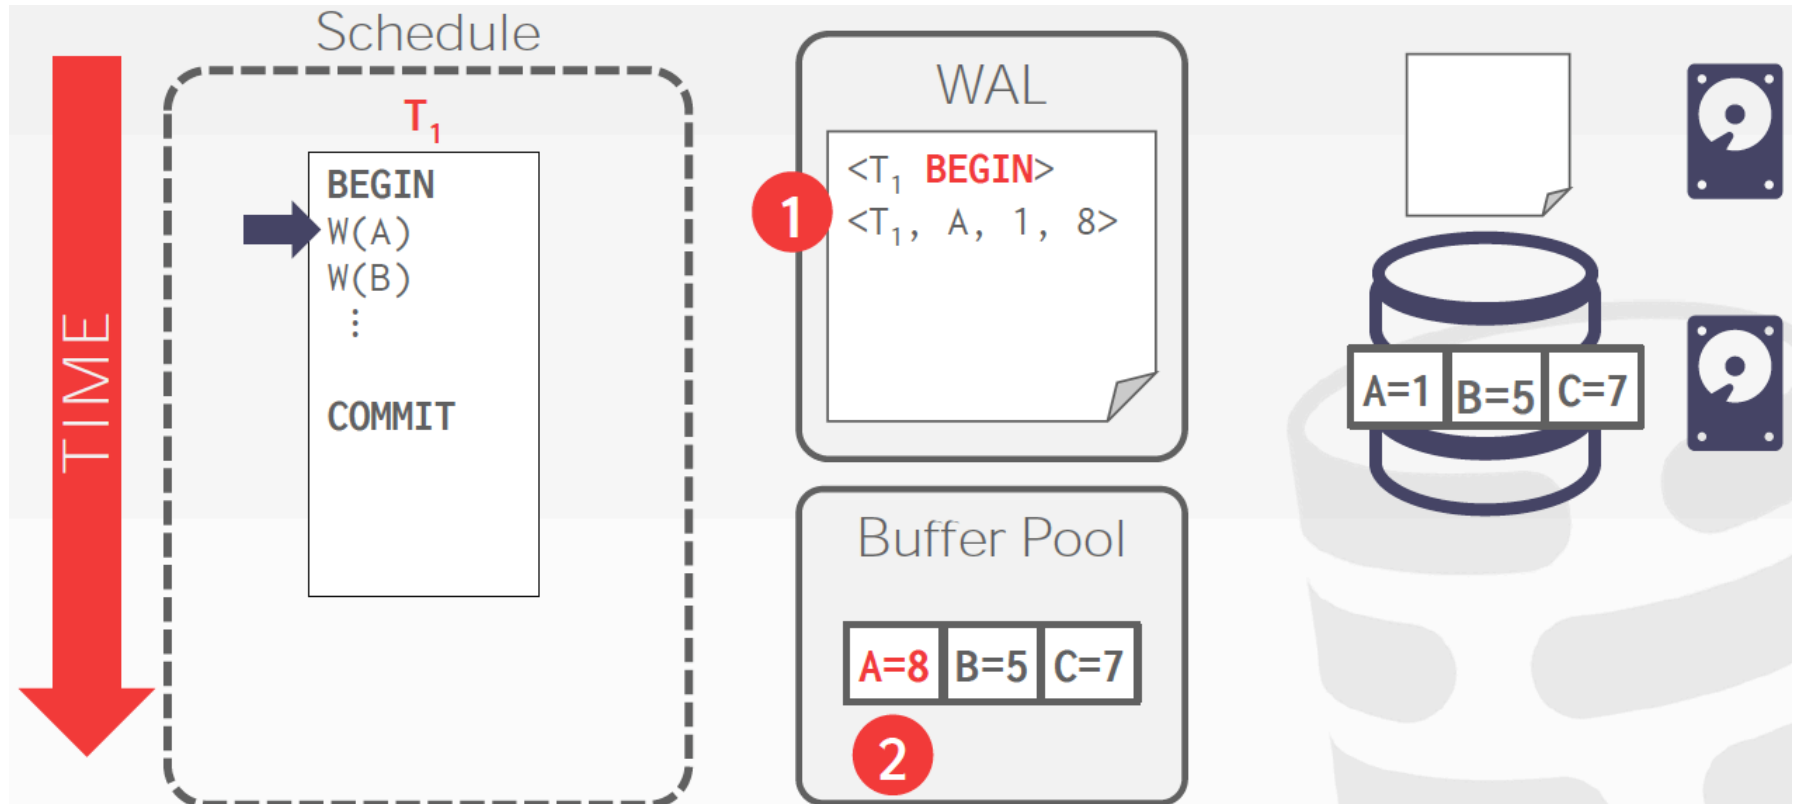 Schedule
TIME
T1
BEGIN
W(A)
W(B)
⋮
COMMIT
WAL
1
<T1 BEGIN>
<T1, A, 1, 8>
Buffer Pool
A=8 B=5 C=7
2
A=1 B=5 C=7